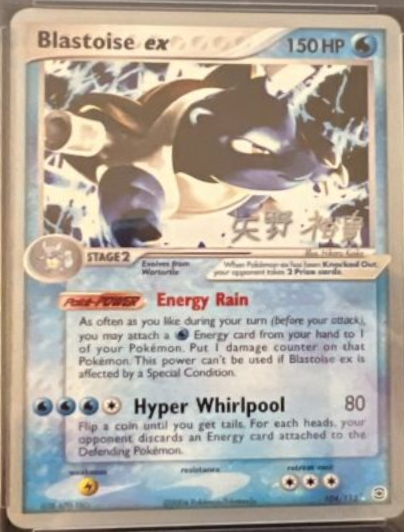 Blastoise ex 150 HP
矢野
STAGE 2
Evolves from
Wartortle
When Pokémon-ex has been Knocked Out,
your opponent takes 2 Prize cards.
Poké-POWER Energy Rain
As often as you like during your turn (before your attack),
you may attach a Energy card from your hand to 1
of your Pokémon. Put 1 damage counter on that
Pokémon. This power can't be used if Blastoise ex is
affected by a Special Condition.
Hyper Whirlpool 80
Flip a coin until you get tails. For each heads, your
opponent discards an Energy card attached to the
Defending Pokémon.
weakness resistance retreat cost
104/112